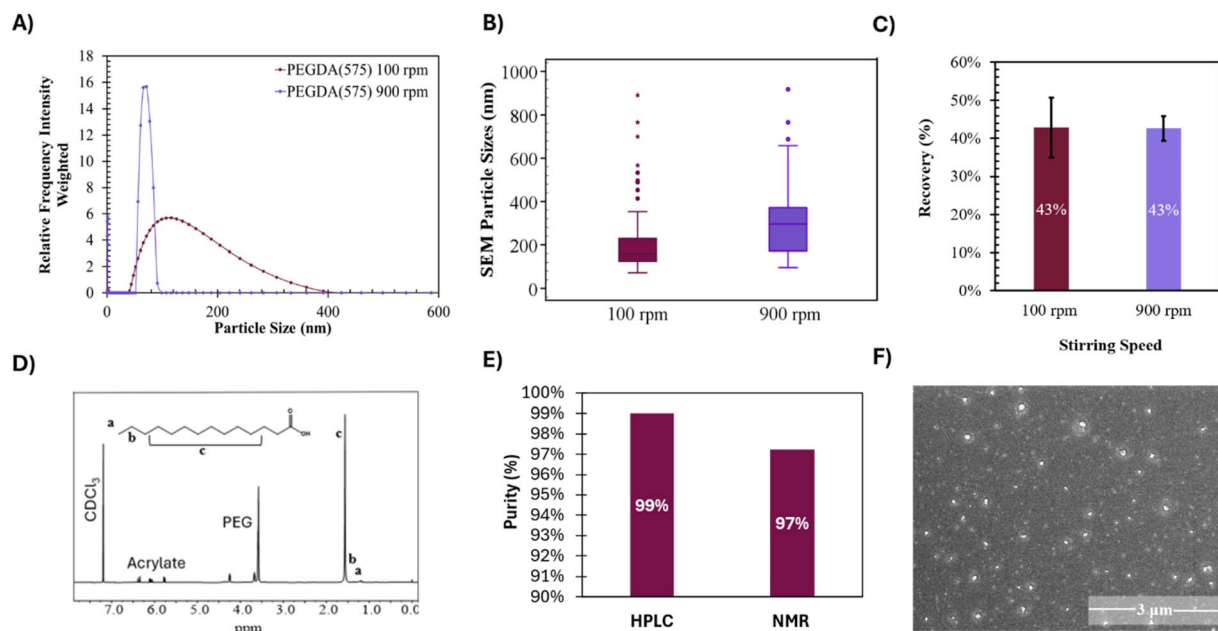 A)
Relative Frequency Intensity
Weighted
18
16
14
12
10
8
6
4
2
0
PEGDA(575) 100 rpm
PEGDA(575) 900 rpm
0
200
400
600
Particle Size (nm)
B)
SEM Particle Sizes (nm)
1000
800
600
400
200
0
100 rpm
900 rpm
C)
Recovery (%)
60%
50%
40%
30%
20%
10%
0%
43%
43%
100 rpm
900 rpm
Stirring Speed
D)
a
b
c
O
OH
c
CDCl3
Acrylate
PEG
b
a
7.0
6.0
5.0
4.0
3.0
2.0
1.0
0.0
ppm
E)
Purity (%)
100%
99%
98%
97%
96%
95%
94%
93%
92%
91%
90%
99%
97%
HPLC
NMR
F)
3 µm